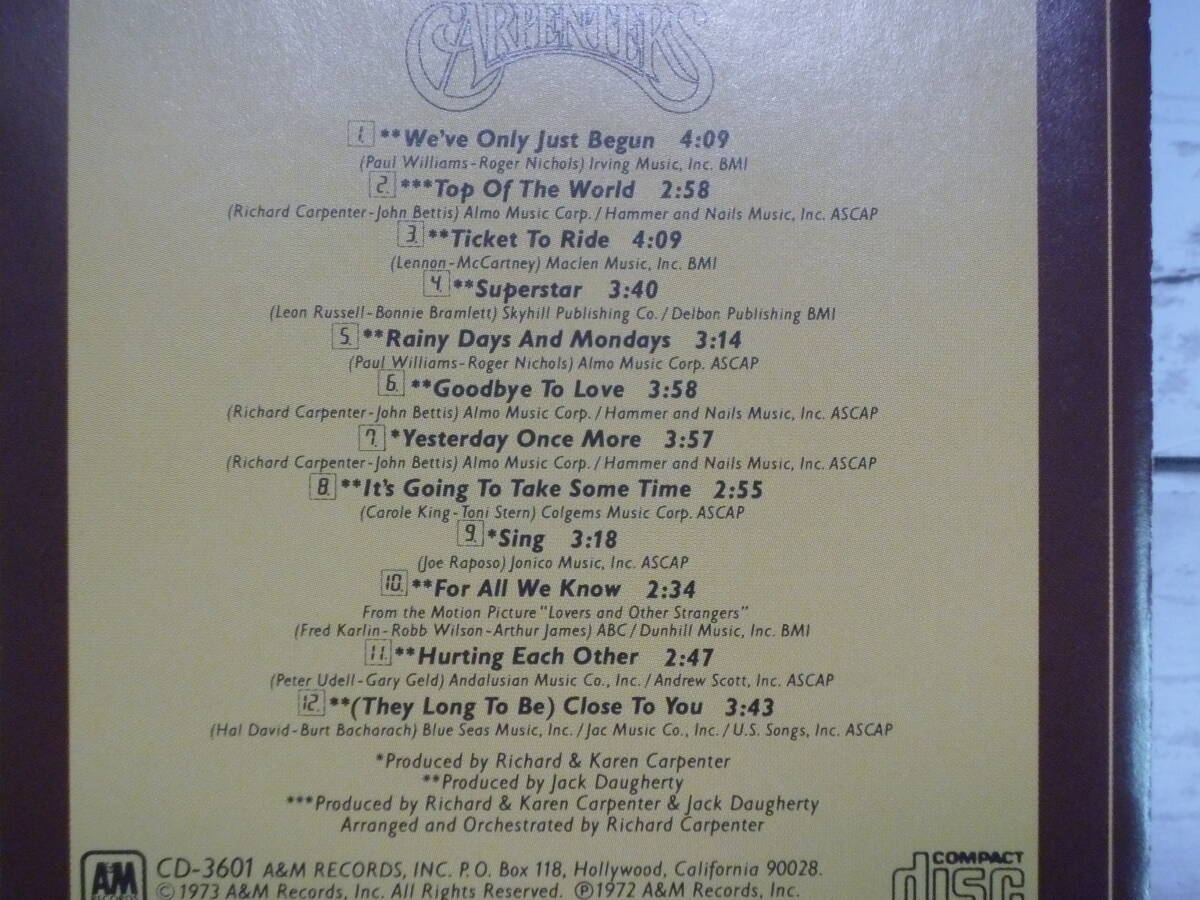 CARPENTERS
1. **We've Only Just Begun 4:09
(Paul Williams-Roger Nichols) Irving Music, Inc. BMI
2. ***Top Of The World 2:58
(Richard Carpenter-John Bettis) Almo Music Corp./Hammer and Nails Music, Inc. ASCAP
3. **Ticket To Ride 4:09
(Lennon-McCartney) Maclen Music, Inc. BMI
4. **Superstar 3:40
(Leon Russell-Bonnie Bramlett) Skyhill Publishing Co./Delbon Publishing BMI
5. **Rainy Days And Mondays 3:14
(Paul Williams-Roger Nichols) Almo Music Corp. ASCAP
6. **Goodbye To Love 3:58
(Richard Carpenter-John Bettis) Almo Music Corp./Hammer and Nails Music, Inc. ASCAP
7. *Yesterday Once More 3:57
(Richard Carpenter-John Bettis) Almo Music Corp./Hammer and Nails Music, Inc. ASCAP
8. **It's Going To Take Some Time 2:55
(Carole King-Toni Stern) Colgems Music Corp. ASCAP
9. *Sing 3:18
(Joe Raposo) Jonico Music, Inc. ASCAP
10. **For All We Know 2:34
From the Motion Picture "Lovers and Other Strangers"
(Fred Karlin-Robb Wilson-Arthur James) ABC/Dunhill Music, Inc. BMI
11. **Hurting Each Other 2:47
(Peter Udell-Gary Geld) Andalusian Music Co., Inc./Andrew Scott, Inc. ASCAP
12. **(They Long To Be) Close To You 3:43
(Hal David-Burt Bacharach) Blue Seas Music, Inc./Jac Music Co., Inc./U.S. Songs, Inc. ASCAP
*Produced by Richard & Karen Carpenter
**Produced by Jack Daugherty
***Produced by Richard & Karen Carpenter & Jack Daugherty
Arranged and Orchestrated by Richard Carpenter
A&M RECORDS
CD-3601 A&M RECORDS, INC. P.O. Box 118, Hollywood, California 90028.
©1973 A&M Records, Inc. All Rights Reserved. ℗1972 A&M Records, Inc.
COMPACT
disc